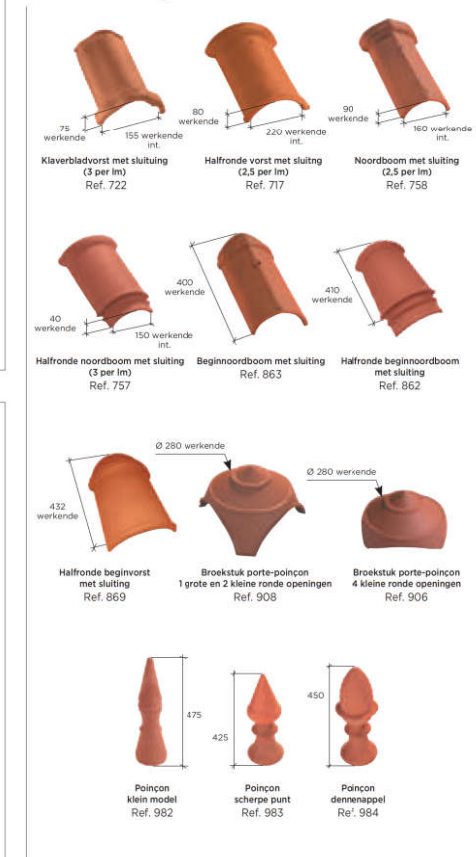 75
werkende
155 werkende
int.
Klaverbladvorst met sluituing
(3 per lm)
Ref. 722
80
werkende
220 werkende
int.
Halfronde vorst met sluitng
(2,5 per lm)
Ref. 717
90
werkende
160 werkende
int.
Noordboom met sluiting
(2,5 per lm)
Ref. 758
40
werkende
150 werkende
int.
Halfronde noordboom met sluiting
(3 per lm)
Ref. 757
400
werkende
Beginnoordboom met sluiting
Ref. 863
410
werkende
Halfronde beginnoordboom
met sluiting
Ref. 862
432
werkende
Halfronde beginvorst
met sluiting
Ref. 869
Ø 280 werkende
Broekstuk porte-poinçon
1 grote en 2 kleine ronde openingen
Ref. 908
Ø 280 werkende
Broekstuk porte-poinçon
4 kleine ronde openingen
Ref. 906
475
Poinçon
klein model
Ref. 982
425
Poinçon
scherpe punt
Ref. 983
450
Poinçon
dennenappel
Ref. 984